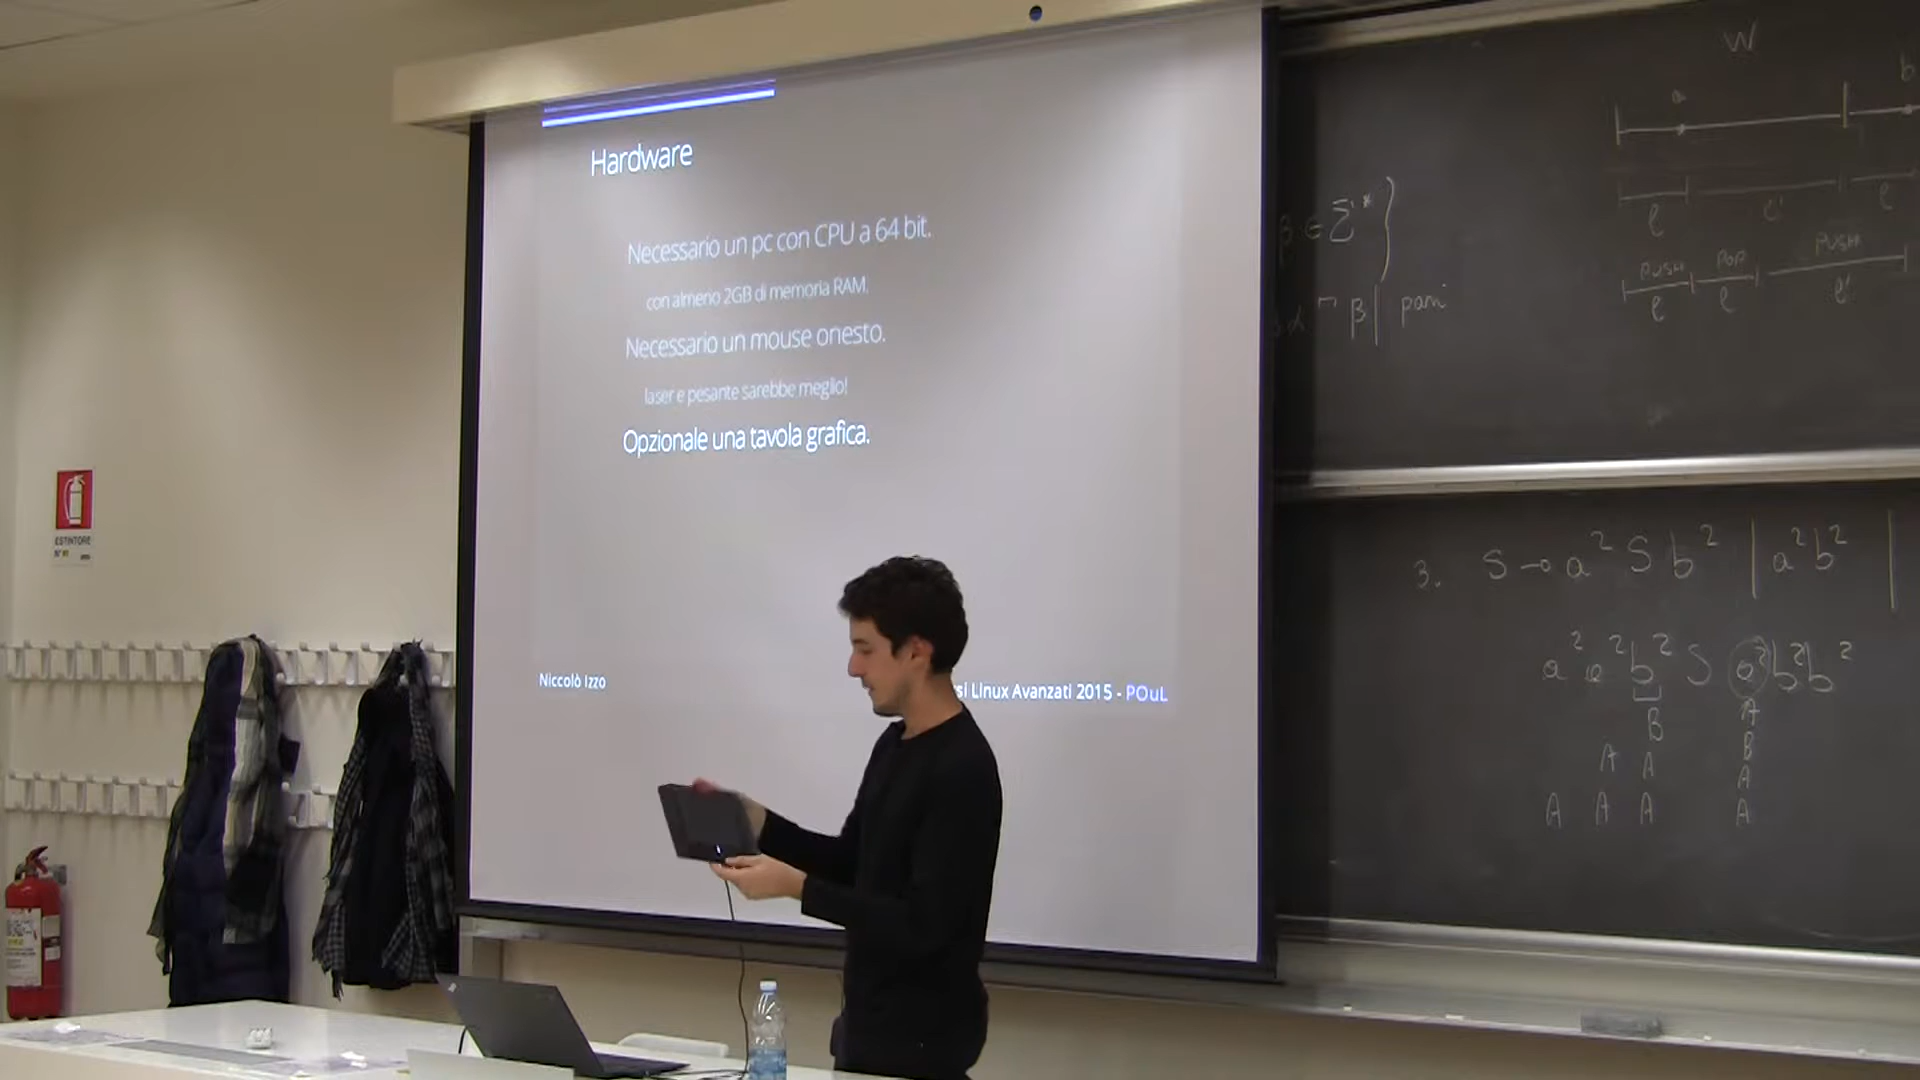 Hardware
Necessario un pc con CPU a 64 bit.
con almeno 2GB di memoria RAM.
Necessario un mouse onesto.
laser e pesante sarebbe meglio!
Opzionale una tavola grafica.
Niccolò Izzo
si Linux Avanzati 2015 - POuL
ESTINTORE
W
a
b
e e' e
PUSH POP PUSH
e e e'
β ∈ Σ*}
β| pari
3. S → a² S b² | a² b² |
a² a² b² S a² b² b²
B A
A A B
A
A A A A